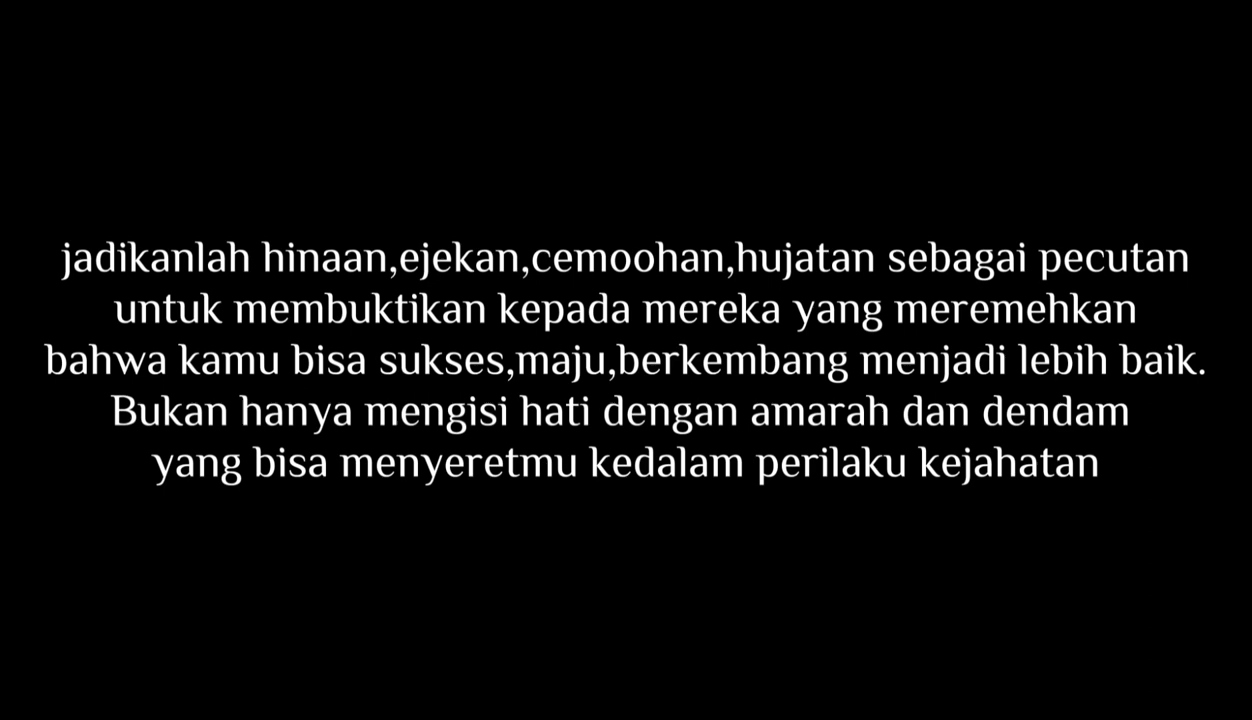 jadikanlah hinaan,ejekan,cemoohan,hujatan sebagai pecutan
untuk membuktikan kepada mereka yang meremehkan
bahwa kamu bisa sukses,maju,berkembang menjadi lebih baik.
Bukan hanya mengisi hati dengan amarah dan dendam
yang bisa menyeretmu kedalam perilaku kejahatan